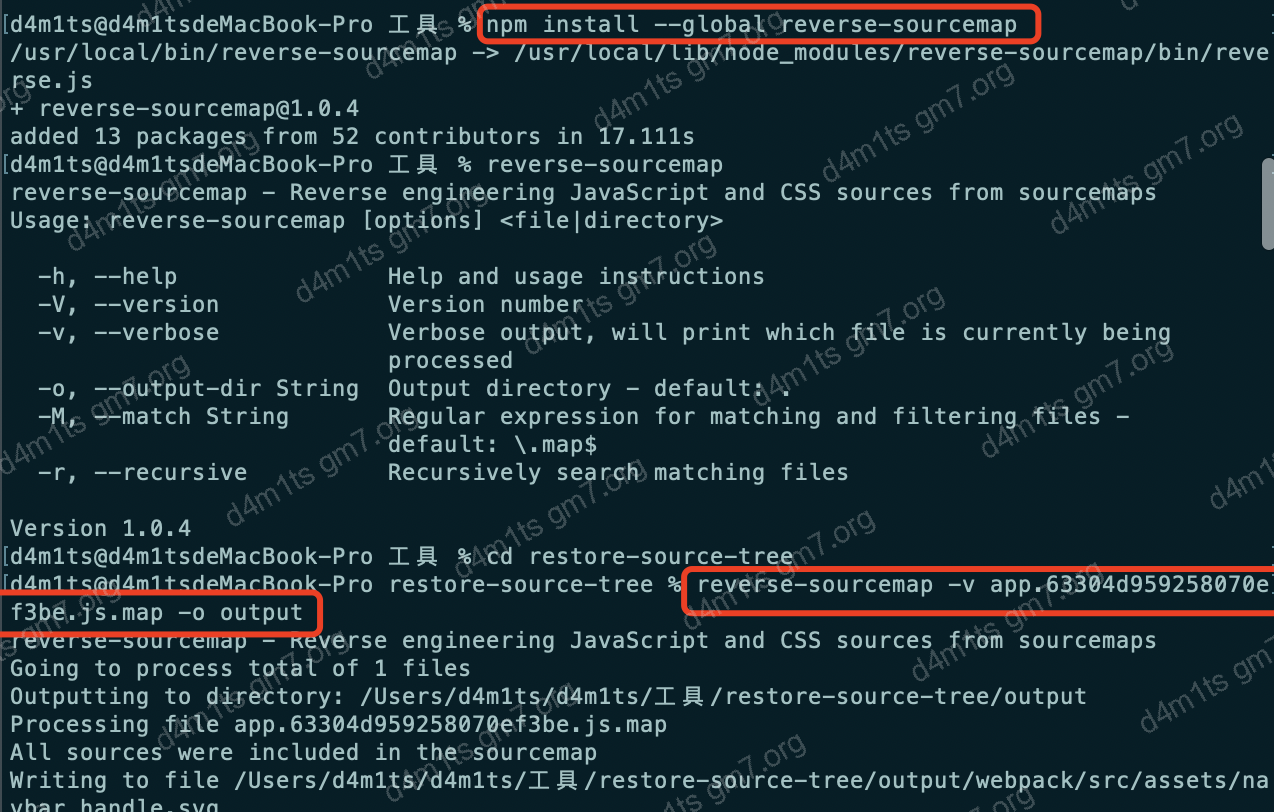 [d4m1ts@d4m1tsdeMacBook-Pro 工具 % npm install --global reverse-sourcemap
/usr/local/bin/reverse-sourcemap -> /usr/local/lib/node_modules/reverse-sourcemap/bin/reve
rse.js
+ reverse-sourcemap@1.0.4
added 13 packages from 52 contributors in 17.111s
[d4m1ts@d4m1tsdeMacBook-Pro 工具 % reverse-sourcemap
reverse-sourcemap - Reverse engineering JavaScript and CSS sources from sourcemaps
Usage: reverse-sourcemap [options] <file|directory>
-h, --help Help and usage instructions
-V, --version Version number
-v, --verbose Verbose output, will print which file is currently being
processed
-o, --output-dir String Output directory - default: .
-M, --match String Regular expression for matching and filtering files -
default: \.map$
-r, --recursive Recursively search matching files
Version 1.0.4
[d4m1ts@d4m1tsdeMacBook-Pro 工具 % cd restore-source-tree
[d4m1ts@d4m1tsdeMacBook-Pro restore-source-tree % reverse-sourcemap -v app.63304d959258070e
f3be.js.map -o output
reverse-sourcemap - Reverse engineering JavaScript and CSS sources from sourcemaps
Going to process total of 1 files
Outputting to directory: /Users/d4m1ts/d4m1ts/工具/restore-source-tree/output
Processing file app.63304d959258070ef3be.js.map
All sources were included in the sourcemap
Writing to file /Users/d4m1ts/d4m1ts/工具/restore-source-tree/output/webpack/src/assets/na
vbar_handle.svg
d4m1ts gm7.org